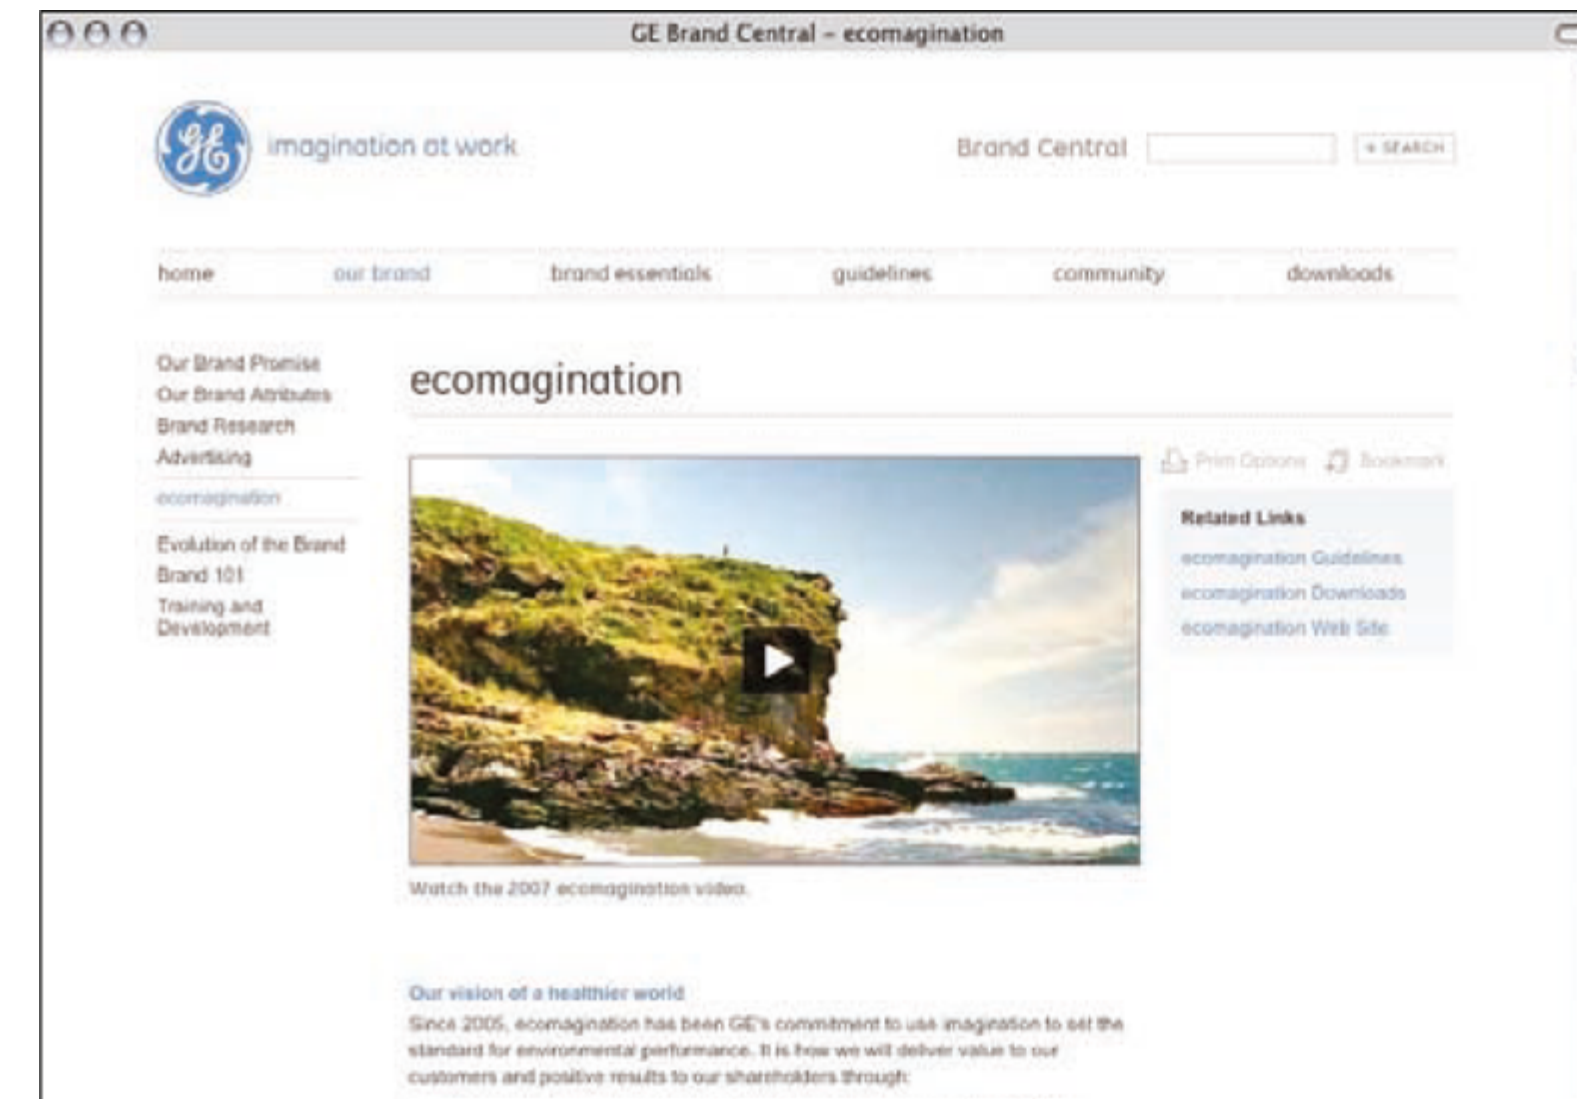 GE Brand Central – ecomagination
GE imagination at work
Brand Central
+ SEARCH
home our brand brand essentials guidelines community downloads
Our Brand Promise
Our Brand Attributes
Brand Research
Advertising
ecomagination
Evolution of the Brand
Brand 101
Training and
Development
ecomagination
Print Options Bookmark
Related Links
ecomagination Guidelines
ecomagination Downloads
ecomagination Web Site
Watch the 2007 ecomagination video.
Our vision of a healthier world
Since 2005, ecomagination has been GE's commitment to use imagination to set the
standard for environmental performance. It is how we will deliver value to our
customers and positive results to our shareholders through: